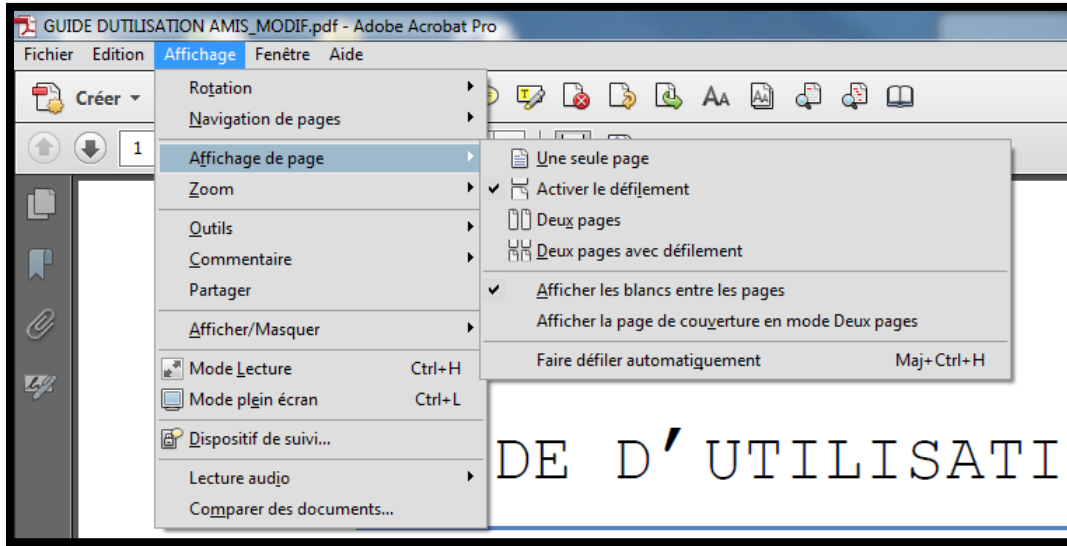 GUIDE DUTILISATION AMIS_MODIF.pdf - Adobe Acrobat Pro
Fichier Edition Affichage Fenêtre Aide
Créer
1
Rotation
Navigation de pages
Affichage de page
Zoom
Outils
Commentaire
Partager
Afficher/Masquer
Mode Lecture Ctrl+H
Mode plein écran Ctrl+L
Dispositif de suivi...
Lecture audio
Comparer des documents...
Une seule page
Activer le défilement
Deux pages
Deux pages avec défilement
Afficher les blancs entre les pages
Afficher la page de couverture en mode Deux pages
Faire défiler automatiquement Maj+Ctrl+H
DE D'UTILISATI